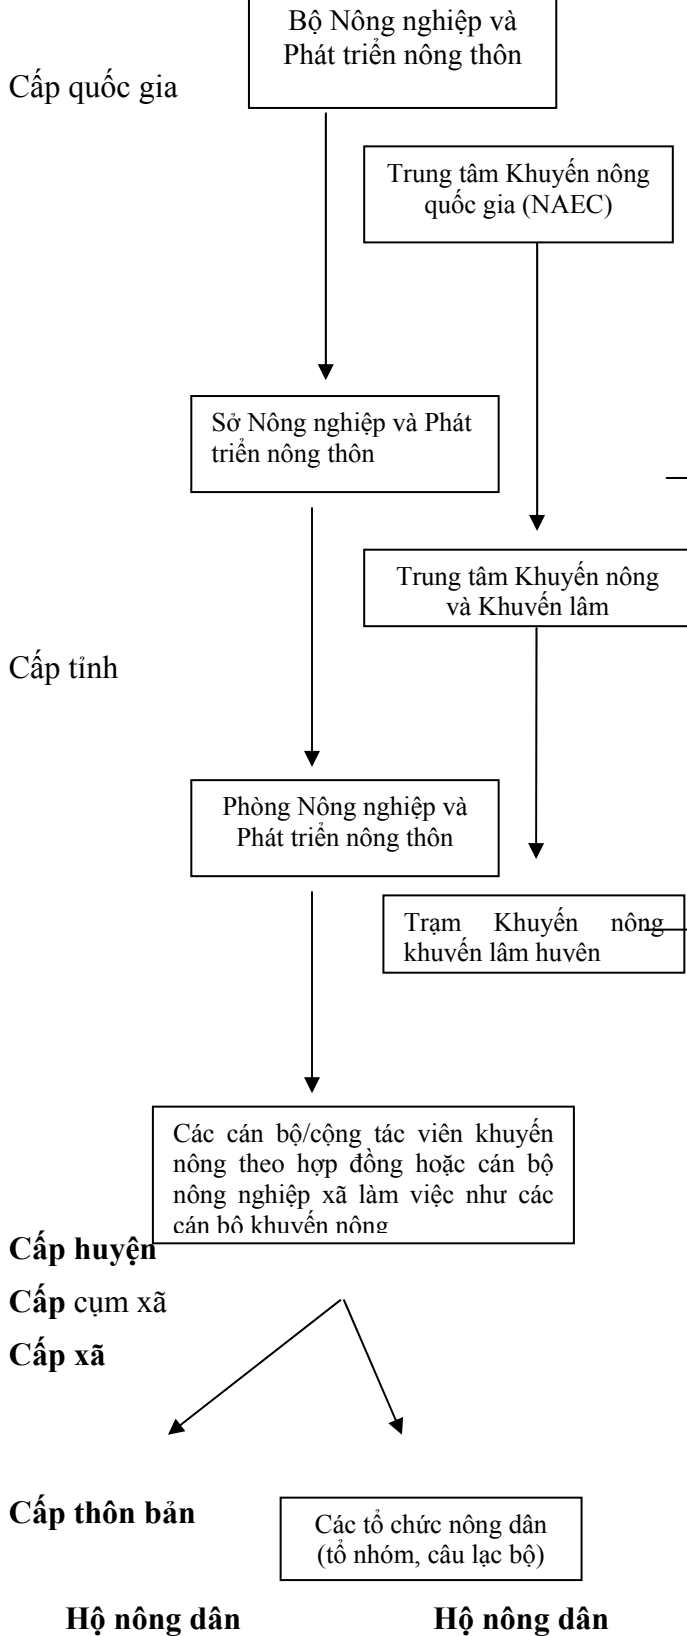 Bộ Nông nghiệp và
Phát triển nông thôn
Cấp quốc gia
Trung tâm Khuyến nông
quốc gia (NAEC)
Sở Nông nghiệp và Phát
triển nông thôn
Trung tâm Khuyến nông
và Khuyến lâm
Cấp tỉnh
Phòng Nông nghiệp và
Phát triển nông thôn
Trạm Khuyến nông
khuyến lâm huyên
Các cán bộ/cộng tác viên khuyến
nông theo hợp đồng hoặc cán bộ
nông nghiệp xã làm việc như các
cán bộ khuyến nông
Cấp huyện
Cấp cụm xã
Cấp xã
Cấp thôn bản
Các tổ chức nông dân
(tổ nhóm, câu lạc bộ)
Hộ nông dân
Hộ nông dân